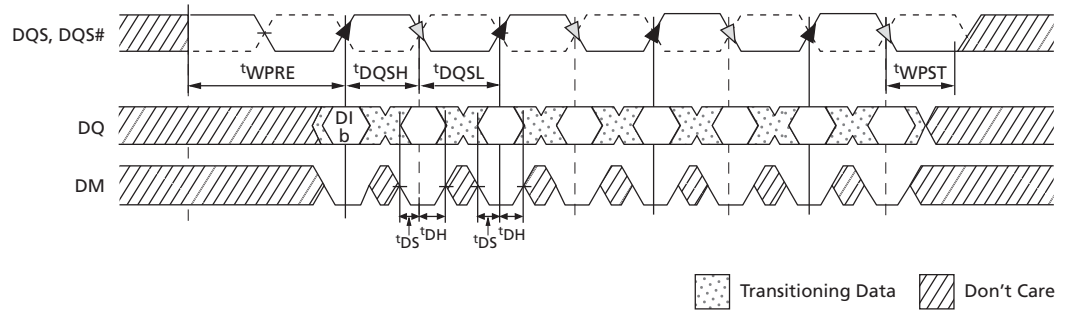 DQS, DQS#
tWPRE tDQSH tDQSL tWPST
DQ
DI
b
DM
tDS tDH tDS tDH
Transitioning Data Don't Care